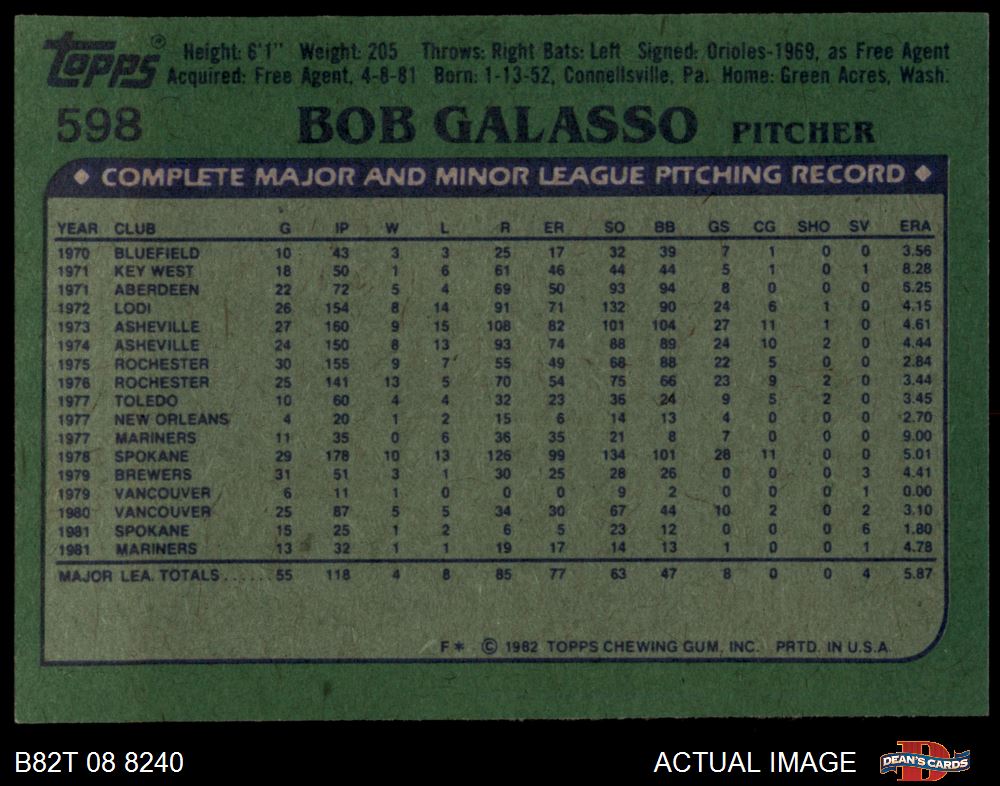 topps® Height: 6'1" Weight: 205 Throws: Right Bats: Left Signed: Orioles-1969, as Free Agent
Acquired: Free Agent, 4-8-81 Born: 1-13-52, Connellsville, Pa. Home: Green Acres, Wash.
598 BOB GALASSO PITCHER
◆ COMPLETE MAJOR AND MINOR LEAGUE PITCHING RECORD ◆
YEAR CLUB G IP W L R ER SO BB GS CG SHO SV ERA
1970 BLUEFIELD 10 43 3 3 25 17 32 39 7 1 0 0 3.56
1971 KEY WEST 18 50 1 6 61 46 44 44 5 1 0 1 8.28
1971 ABERDEEN 22 72 5 4 69 50 93 94 8 0 0 0 5.25
1972 LODI 26 154 8 14 91 71 132 90 24 6 1 0 4.15
1973 ASHEVILLE 27 160 9 15 108 82 101 104 27 11 1 0 4.61
1974 ASHEVILLE 24 150 8 13 93 74 88 89 24 10 2 0 4.44
1975 ROCHESTER 30 155 9 7 55 49 68 88 22 5 0 0 2.84
1976 ROCHESTER 25 141 13 5 70 54 75 66 23 9 2 0 3.44
1977 TOLEDO 10 60 4 4 32 23 36 24 9 5 2 0 3.45
1977 NEW ORLEANS 4 20 1 2 15 6 14 13 4 0 0 0 2.70
1977 MARINERS 11 35 0 6 36 35 21 8 7 0 0 0 9.00
1978 SPOKANE 29 178 10 13 126 99 134 101 28 11 0 0 5.01
1979 BREWERS 31 51 3 1 30 25 28 26 0 0 0 3 4.41
1979 VANCOUVER 6 11 1 0 0 0 9 2 0 0 0 1 0.00
1980 VANCOUVER 25 87 5 5 34 30 67 44 10 2 0 2 3.10
1981 SPOKANE 15 25 1 2 6 5 23 12 0 0 0 6 1.80
1981 MARINERS 13 32 1 1 19 17 14 13 1 0 0 1 4.78
MAJOR LEA. TOTALS......55 118 4 8 85 77 63 47 8 0 0 4 5.87
F* © 1982 TOPPS CHEWING GUM, INC. PRTD. IN U.S.A.
B82T 08 8240 ACTUAL IMAGE DEAN'S CARDS